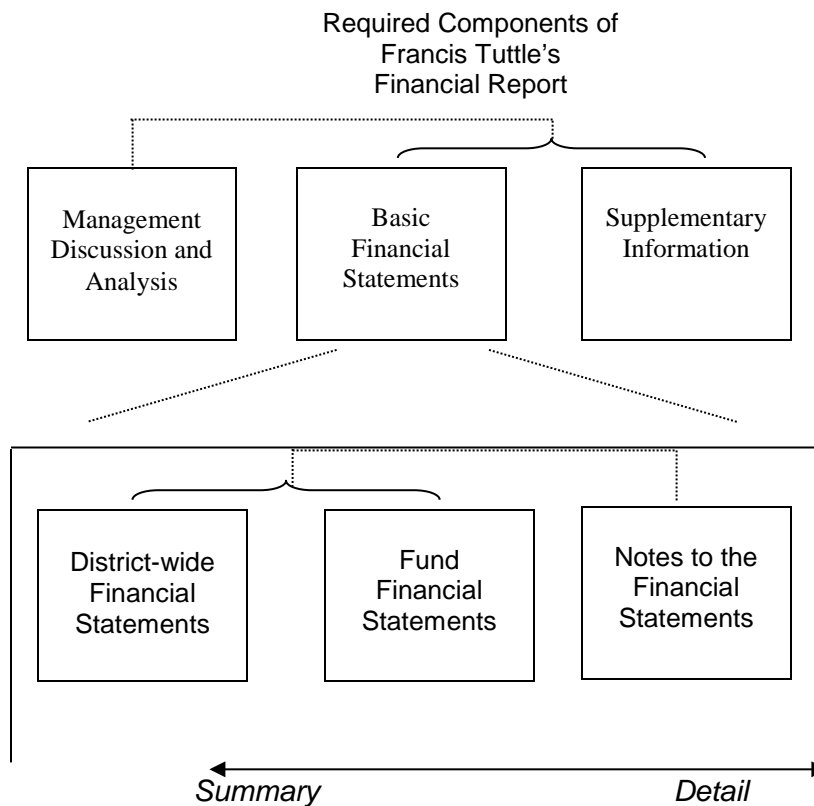 Required Components of
Francis Tuttle's
Financial Report
Management
Discussion and
Analysis
Basic
Financial
Statements
Supplementary
Information
District-wide
Financial
Statements
Fund
Financial
Statements
Notes to the
Financial
Statements
Summary
Detail